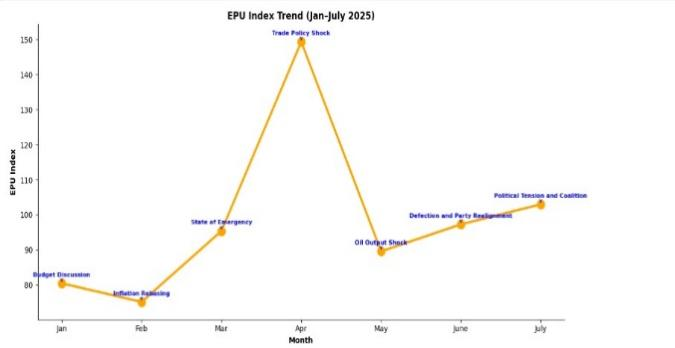 EPU Index Trend (Jan-July 2025)
Trade Policy Shock
150
140
130
120
110
100
90
80
EPU Index
Political Tension and Coalition
Defection and Party Realignment
State of Emergency
Oil Output Shock
Budget Discussion
Inflation Rebasing
Jan Feb Mar Apr May June July
Month